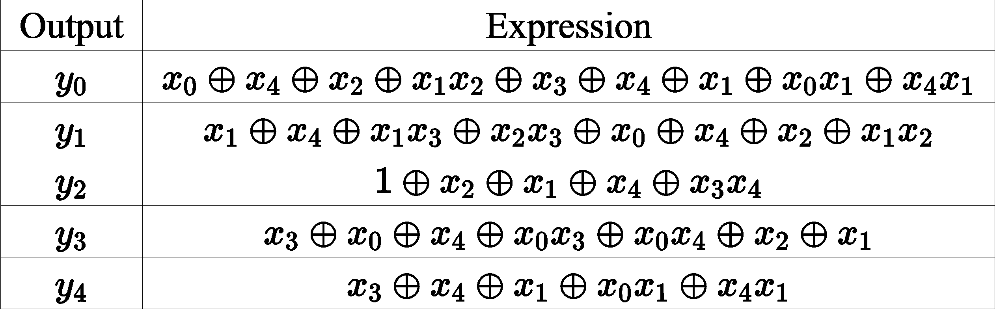 Output Expression
y₀ x₀ ⊕ x₄ ⊕ x₂ ⊕ x₁x₂ ⊕ x₃ ⊕ x₄ ⊕ x₁ ⊕ x₀x₁ ⊕ x₄x₁
y₁ x₁ ⊕ x₄ ⊕ x₁x₃ ⊕ x₂x₃ ⊕ x₀ ⊕ x₄ ⊕ x₂ ⊕ x₁x₂
y₂ 1 ⊕ x₂ ⊕ x₁ ⊕ x₄ ⊕ x₃x₄
y₃ x₃ ⊕ x₀ ⊕ x₄ ⊕ x₀x₃ ⊕ x₀x₄ ⊕ x₂ ⊕ x₁
y₄ x₃ ⊕ x₄ ⊕ x₁ ⊕ x₀x₁ ⊕ x₄x₁